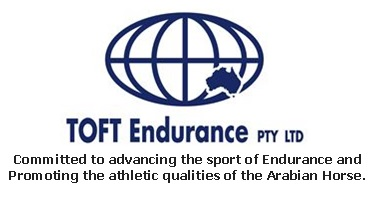 TOFT Endurance PTY LTD
Committed to advancing the sport of Endurance and
Promoting the athletic qualities of the Arabian Horse.